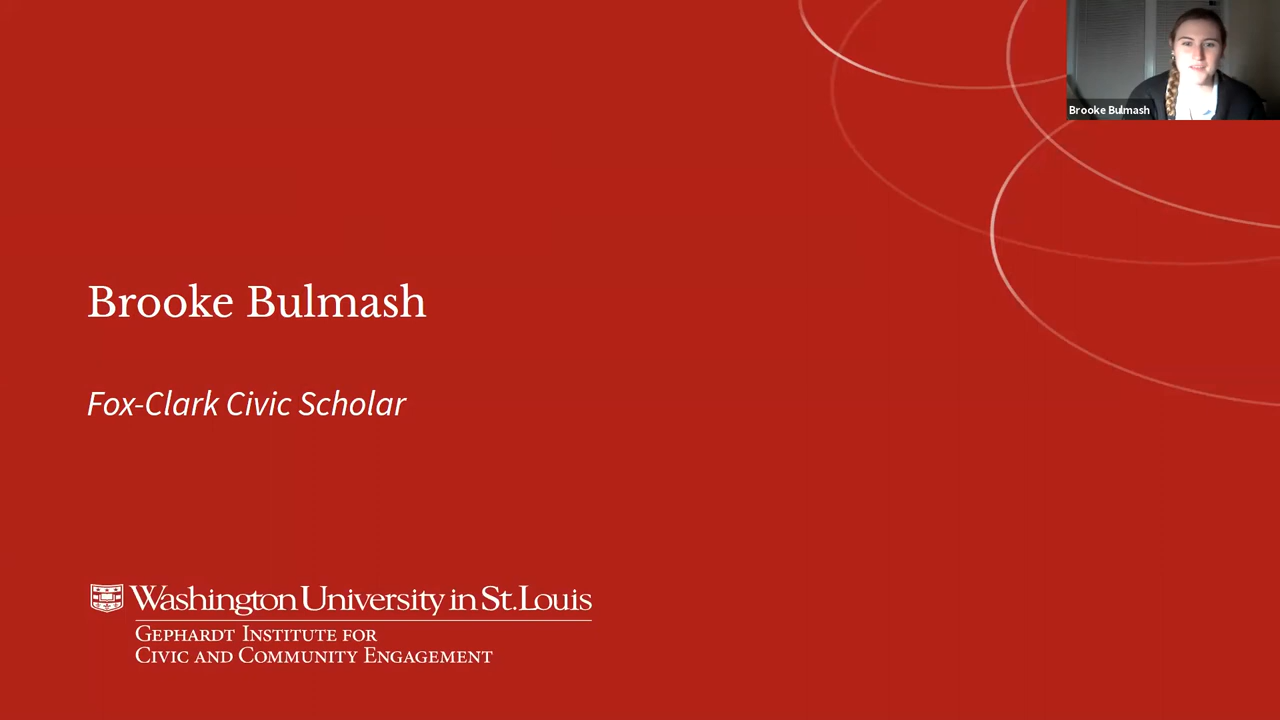 Brooke Bulmash
Brooke Bulmash
Fox-Clark Civic Scholar
Washington University in St. Louis
Gephardt Institute for
Civic and Community Engagement